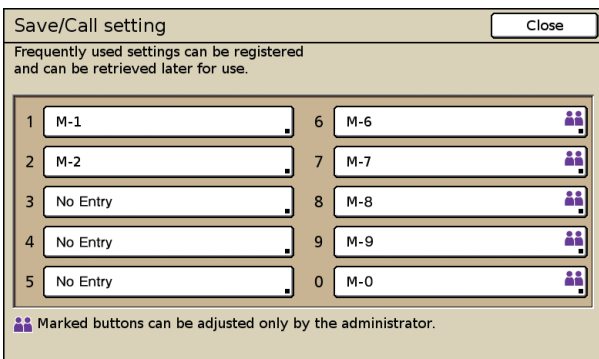 Save/Call setting
Close
Frequently used settings can be registered
and can be retrieved later for use.
1 M-1
2 M-2
3 No Entry
4 No Entry
5 No Entry
6 M-6
7 M-7
8 M-8
9 M-9
0 M-0
Marked buttons can be adjusted only by the administrator.